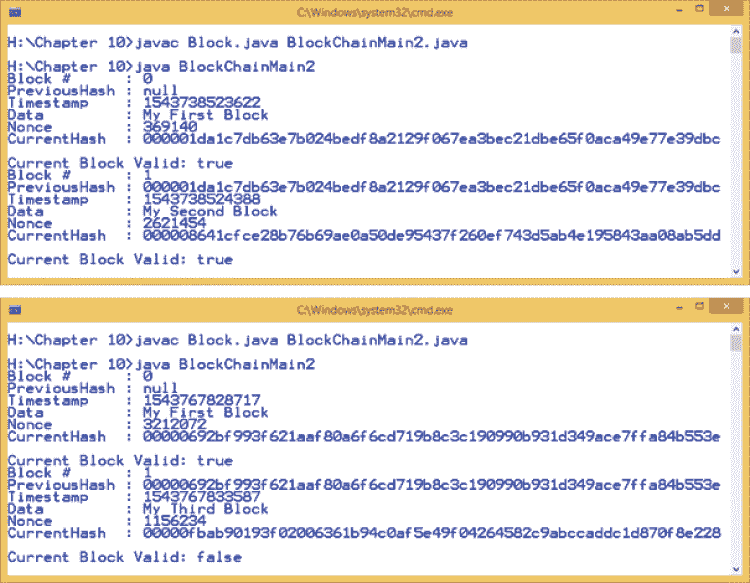 C:\Windows\system32\cmd.exe
H:\Chapter 10>javac Block.java BlockChainMain2.java
H:\Chapter 10>java BlockChainMain2
Block # : 0
PreviousHash : null
Timestamp : 1543738523622
Data : My First Block
Nonce : 369140
CurrentHash : 000001da1c7db63e7b024bedf8a2129f067ea3bec21dbe65f0aca49e77e39dbc
Current Block Valid: true
Block # : 1
PreviousHash : 000001da1c7db63e7b024bedf8a2129f067ea3bec21dbe65f0aca49e77e39dbc
Timestamp : 1543738524388
Data : My Second Block
Nonce : 2621454
CurrentHash : 000008641cfce28b76b69ae0a50de95437f260ef743d5ab4e195843aa08ab5dd
Current Block Valid: true
C:\Windows\system32\cmd.exe
H:\Chapter 10>javac Block.java BlockChainMain2.java
H:\Chapter 10>java BlockChainMain2
Block # : 0
PreviousHash : null
Timestamp : 1543767828717
Data : My First Block
Nonce : 3212072
CurrentHash : 00000692bf993f621aaf80a6f6cd719b8c3c190990b931d349ace7ffa84b553e
Current Block Valid: true
Block # : 1
PreviousHash : 00000692bf993f621aaf80a6f6cd719b8c3c190990b931d349ace7ffa84b553e
Timestamp : 1543767833587
Data : My Third Block
Nonce : 1156234
CurrentHash : 00000fbab90193f02006361b94c0af5e49f04264582c9abccaddc1d870f8e228
Current Block Valid: false